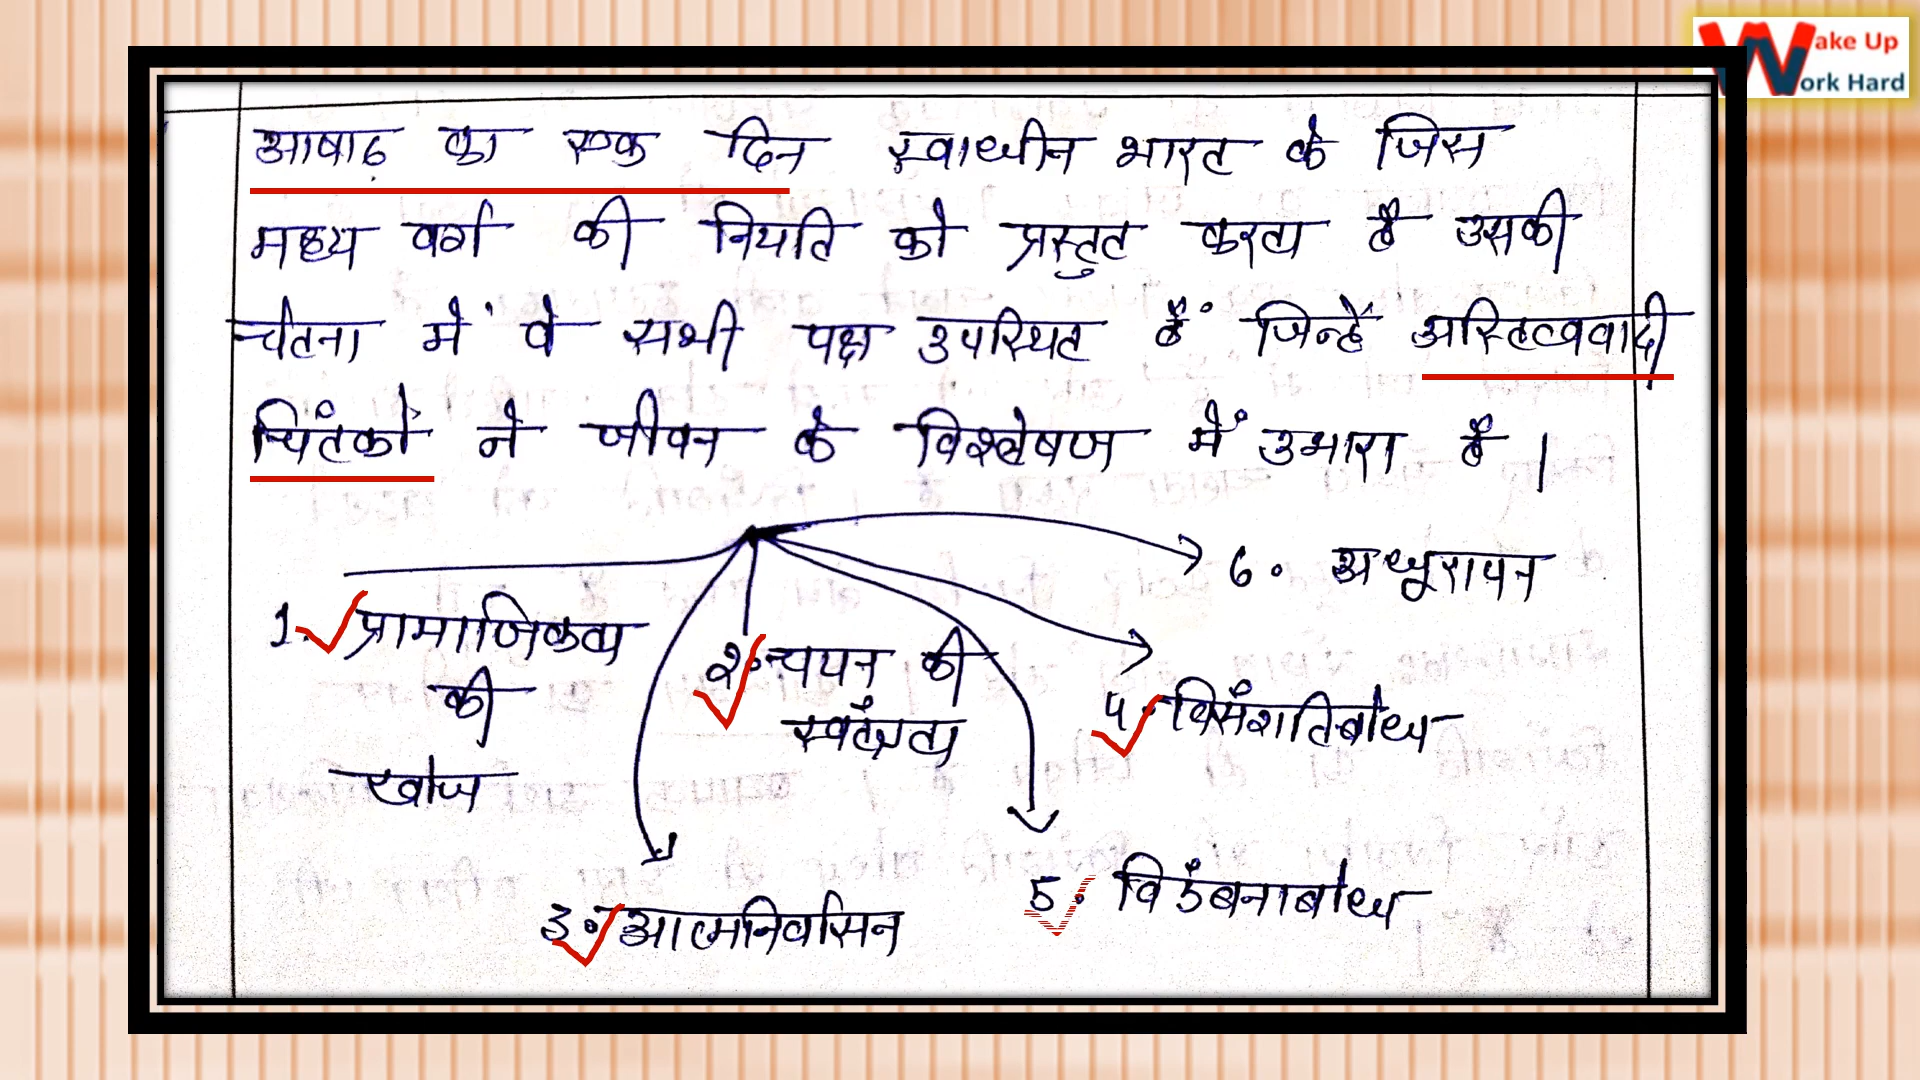 Wake Up
Work Hard
आषाढ़ का एक दिन स्वाधीन भारत के जिस
मध्य वर्ग की नियति को प्रस्तुत करता है उसकी
चेतना में वे सभी पक्ष उपस्थित हैं जिन्हें अस्तित्ववादी
चिंतकों ने जीवन के विश्लेषण में उभारा है ।
6. अधूरापन
1. प्रामाणिकता
की
खोज
२. चयन की
स्वतंत्रता
4. विसंगतिबोध
3. आत्मनिर्वासन
5. विडंबनाबोध